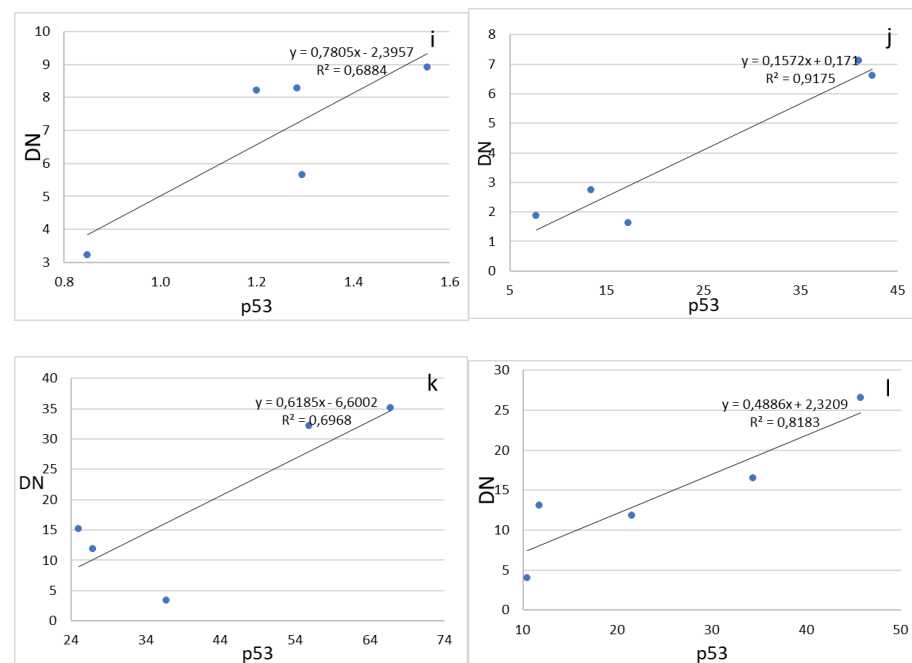 i
10
y = 0,7805x - 2,3957
R² = 0,6884
9
8
7
6
5
4
3
DN
0.8 1.0 1.2 1.4 1.6
p53
j
8
y = 0,1572x + 0,171
R² = 0,9175
7
6
5
4
3
2
1
0
DN
5 15 25 35 45
p53
k
40
y = 0,6185x - 6,6002
R² = 0,6968
35
30
25
20
15
10
5
0
DN
24 34 44 54 64 74
p53
l
30
y = 0,4886x + 2,3209
R² = 0,8183
25
20
15
10
5
0
DN
10 20 30 40 50
p53